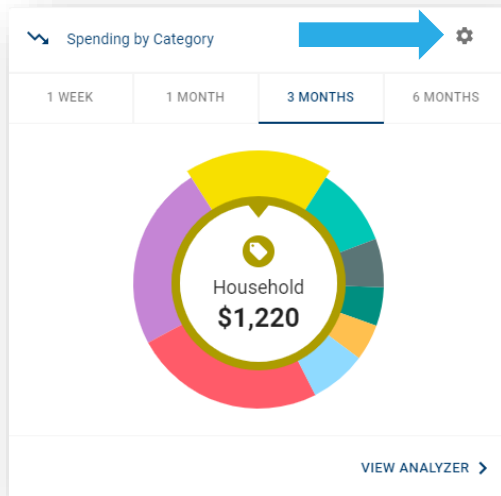 Spending by Category
1 WEEK
1 MONTH
3 MONTHS
6 MONTHS
Household
$1,220
VIEW ANALYZER